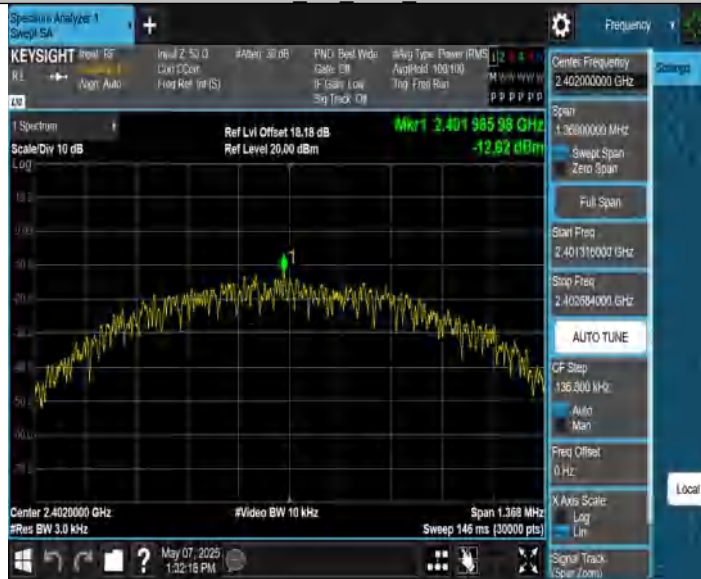 Spectrum Analyzer 1
Swept SA
Frequency
KEYSIGHT Input: RF
Align: Auto
Input Z: 50 Ω
Corr CCorr
Freq Ref: Int (S)
#Atten: 30 dB
PNO: Best Wide
Gate: Off
IF Gain: Low
Sig Track: Off
#Avg Type: Power (RMS)
Avg|Hold: 100/100
Trig: Free Run
1 Spectrum
Scale/Div 10 dB
Ref Lvl Offset 18.18 dB
Ref Level 20.00 dBm
Mkr1 2.401 985 98 GHz
-12.62 dBm
Log
1
Center 2.4020000 GHz
#Res BW 3.0 kHz
#Video BW 10 kHz
Span 1.368 MHz
Sweep 146 ms (30000 pts)
May 07, 2025
1:32:18 PM
Center Frequency
2.402000000 GHz
Settings
Span
1.36800000 MHz
Swept Span
Zero Span
Full Span
Start Freq
2.401316000 GHz
Stop Freq
2.402684000 GHz
AUTO TUNE
CF Step
136.800 kHz
Auto
Man
Freq Offset
0 Hz
X Axis Scale
Log
Lin
Local
Signal Track
(Span Zoom)